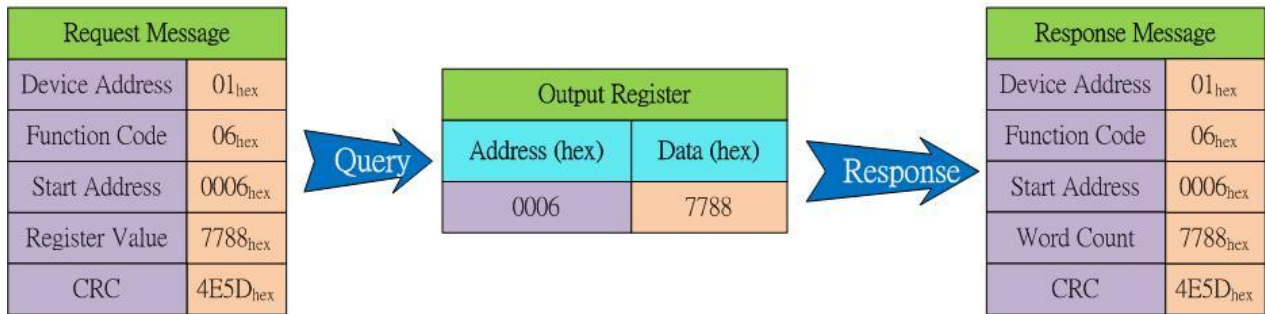 Request Message
Device Address 01hex
Function Code 06hex
Start Address 0006hex
Register Value 7788hex
CRC 4E5Dhex
Query
Output Register
Address (hex) Data (hex)
0006 7788
Response
Response Message
Device Address 01hex
Function Code 06hex
Start Address 0006hex
Word Count 7788hex
CRC 4E5Dhex